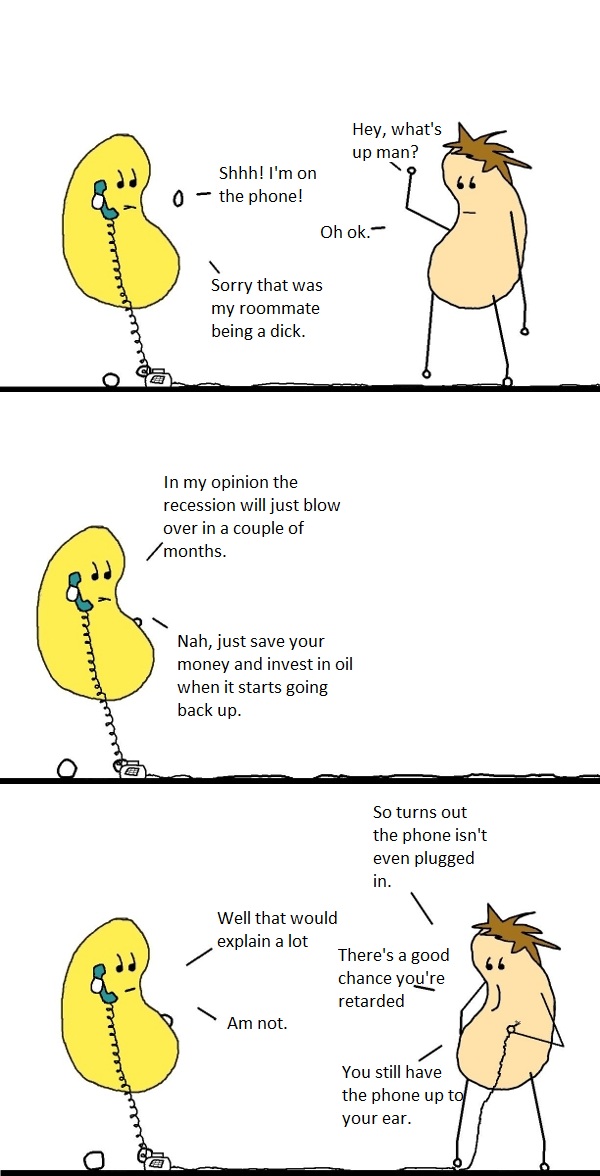 Hey, what's
up man?
Shhh! I'm on
the phone!
Oh ok.
Sorry that was
my roommate
being a dick.
In my opinion the
recession will just blow
over in a couple of
months.
Nah, just save your
money and invest in oil
when it starts going
back up.
So turns out
the phone isn't
even plugged
in.
Well that would
explain a lot
There's a good
chance you're
retarded
Am not.
You still have
the phone up to
your ear.